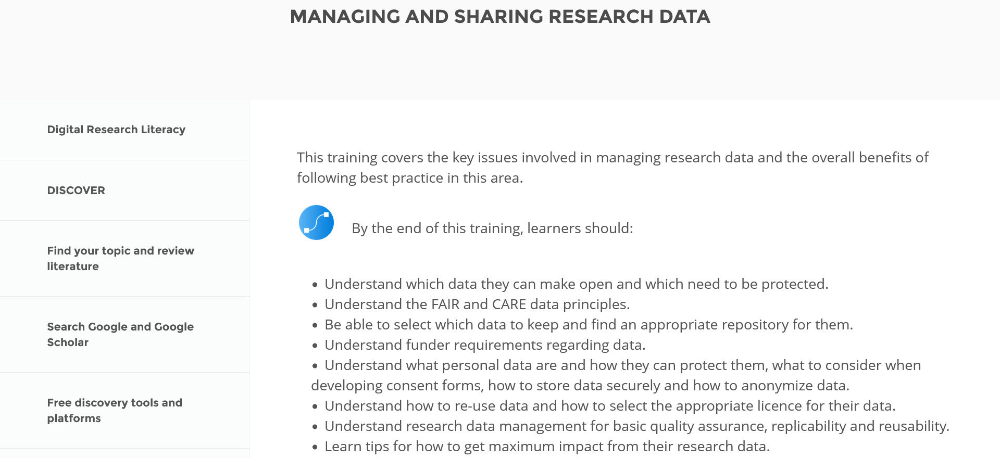 MANAGING AND SHARING RESEARCH DATA
Digital Research Literacy
DISCOVER
Find your topic and review
literature
Search Google and Google
Scholar
Free discovery tools and
platforms
This training covers the key issues involved in managing research data and the overall benefits of
following best practice in this area.
By the end of this training, learners should:
• Understand which data they can make open and which need to be protected.
• Understand the FAIR and CARE data principles.
• Be able to select which data to keep and find an appropriate repository for them.
• Understand funder requirements regarding data.
• Understand what personal data are and how they can protect them, what to consider when
developing consent forms, how to store data securely and how to anonymize data.
• Understand how to re-use data and how to select the appropriate licence for their data.
• Understand research data management for basic quality assurance, replicability and reusability.
• Learn tips for how to get maximum impact from their research data.